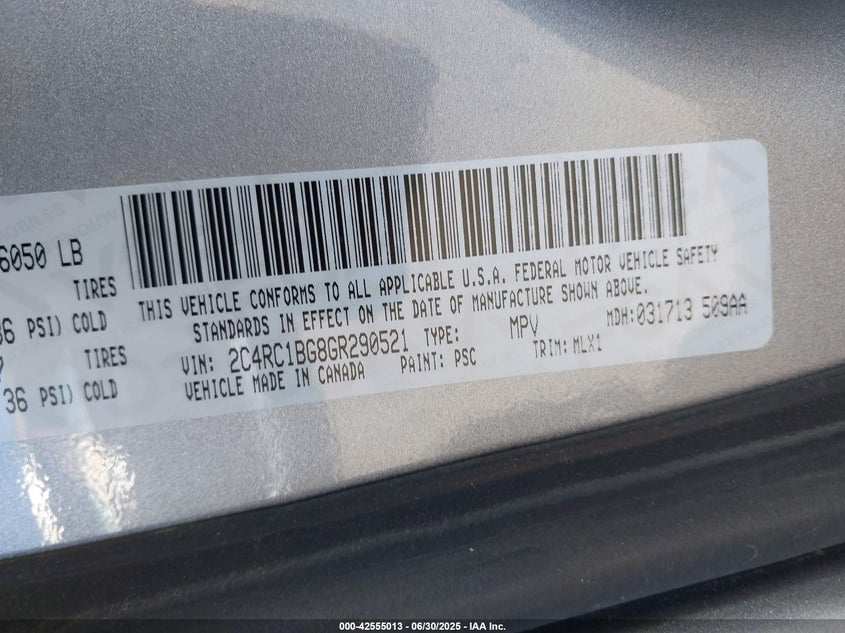 6050 LB
TIRES
36 PSI) COLD
TIRES
36 PSI) COLD
THIS VEHICLE CONFORMS TO ALL APPLICABLE U.S.A. FEDERAL MOTOR VEHICLE SAFETY
STANDARDS IN EFFECT ON THE DATE OF MANUFACTURE SHOWN ABOVE.
VIN: 2C4RC1BG8GR290521 TYPE: MPV MDH:031713 509AA
VEHICLE MADE IN CANADA PAINT: PSC TRIM: MLX1
000-42555013 - 06/30/2025 - IAA Inc.